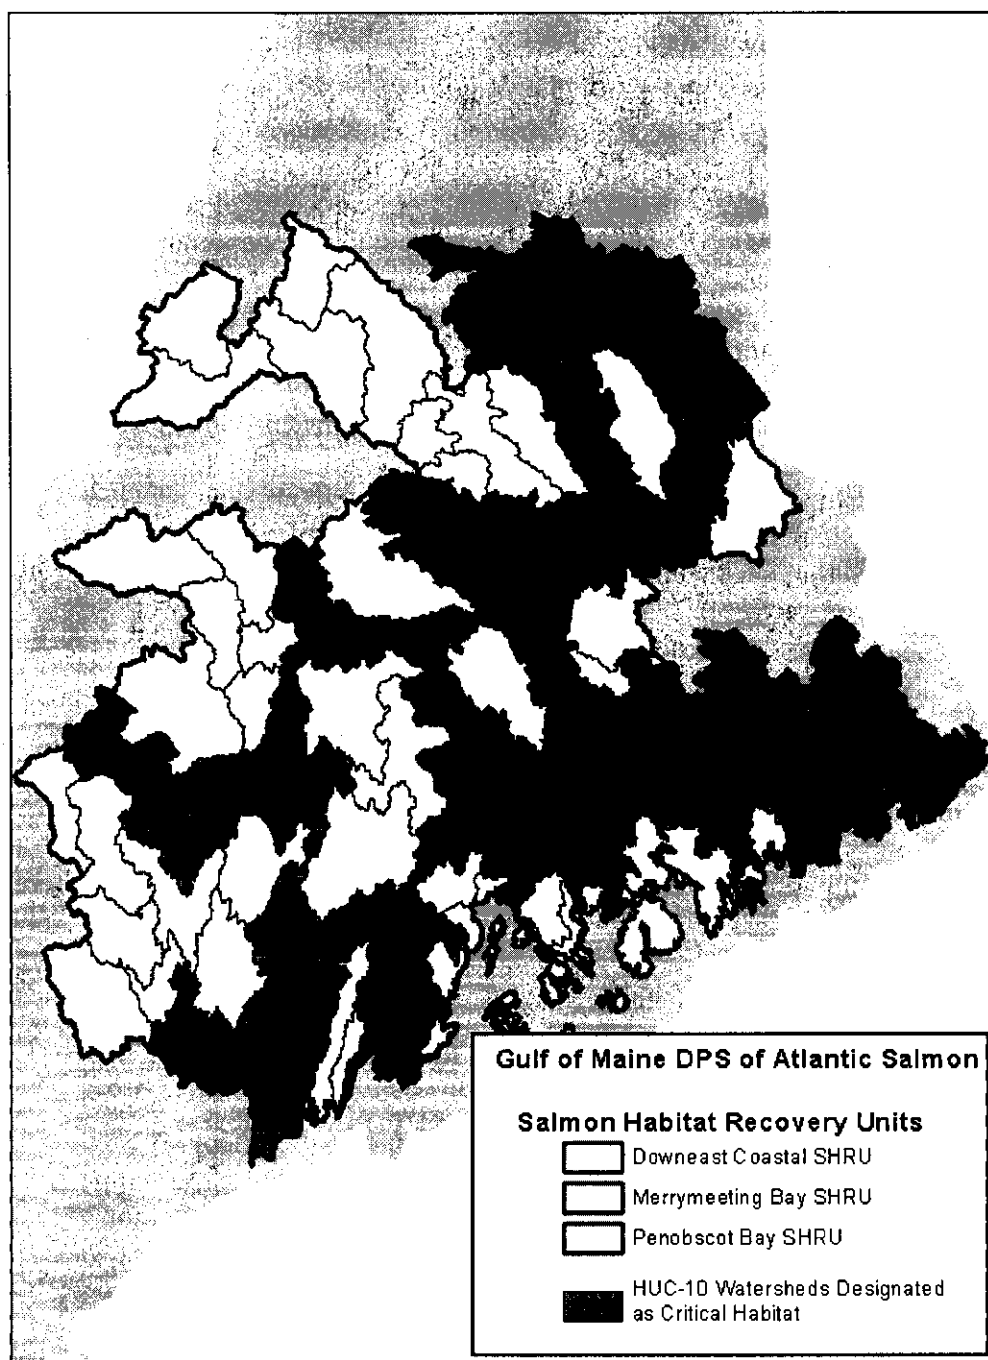 Gulf of Maine DPS of Atlantic Salmon
Salmon Habitat Recovery Units
Downeast Coastal SHRU
Merrymeeting Bay SHRU
Penobscot Bay SHRU
HUC-10 Watersheds Designated
as Critical Habitat